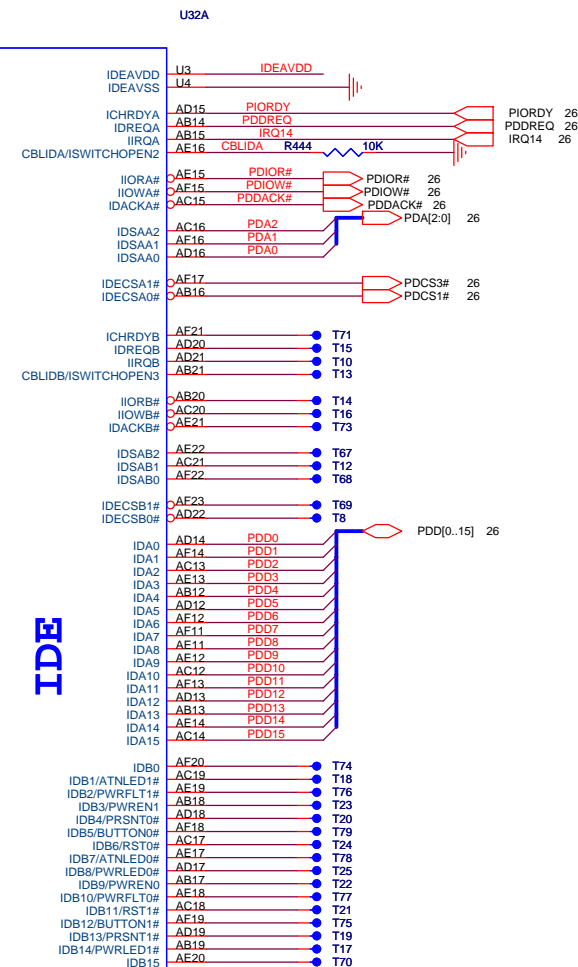 U32A
IDEAVDD U3 IDEAVDD
IDEAVSS U4
ICHRDYA AD15 PIORDY PIORDY 26
IDREQA AB14 PDDREQ PDDREQ 26
IIRQA AB15 IRQ14 IRQ14 26
CBLIDA/ISWITCHOPEN2 AE16 CBLIDA R444 10K
IIORA# AE15 PDIOR# PDIOR# 26
IIOWA# AF15 PDIOW# PDIOW# 26
IDACKA# AC15 PDDACK# PDDACK# 26
PDA[2:0] 26
IDSAA2 AC16 PDA2
IDSAA1 AF16 PDA1
IDSAA0 AD16 PDA0
IDECSA1# AF17 PDCS3# 26
IDECSA0# AB16 PDCS1# 26
ICHRDYB AF21 T71
IDREQB AD20 T15
IIRQB AD21 T10
CBLIDB/ISWITCHOPEN3 AB21 T13
IIORB# AB20 T14
IIOWB# AC20 T16
IDACKB# AE21 T73
IDSAB2 AE22 T67
IDSAB1 AC21 T12
IDSAB0 AF22 T68
IDECSB1# AF23 T69
IDECSB0# AD22 T8
PDD[0..15] 26
IDA0 AD14 PDD0
IDA1 AF14 PDD1
IDA2 AC13 PDD2
IDA3 AE13 PDD3
IDA4 AB12 PDD4
IDA5 AD12 PDD5
IDA6 AF12 PDD6
IDA7 AF11 PDD7
IDA8 AE11 PDD8
IDA9 AE12 PDD9
IDA10 AC12 PDD10
IDA11 AF13 PDD11
IDA12 AD13 PDD12
IDA13 AB13 PDD13
IDA14 AE14 PDD14
IDA15 AC14 PDD15
IDE
IDB0 AF20 T74
IDB1/ATNLED1# AC19 T18
IDB2/PWRFLT1# AE19 T76
IDB3/PWREN1 AB18 T23
IDB4/PRSNT0# AD18 T20
IDB5/BUTTON0# AF18 T79
IDB6/RST0# AC17 T24
IDB7/ATNLED0# AE17 T78
IDB8/PWRLED0# AD17 T25
IDB9/PWREN0 AB17 T22
IDB10/PWRFLT0# AE18 T77
IDB11/RST1# AC18 T21
IDB12/BUTTON1# AF19 T75
IDB13/PRSNT1# AD19 T19
IDB14/PWRLED1# AB19 T17
IDB15 AE20 T70